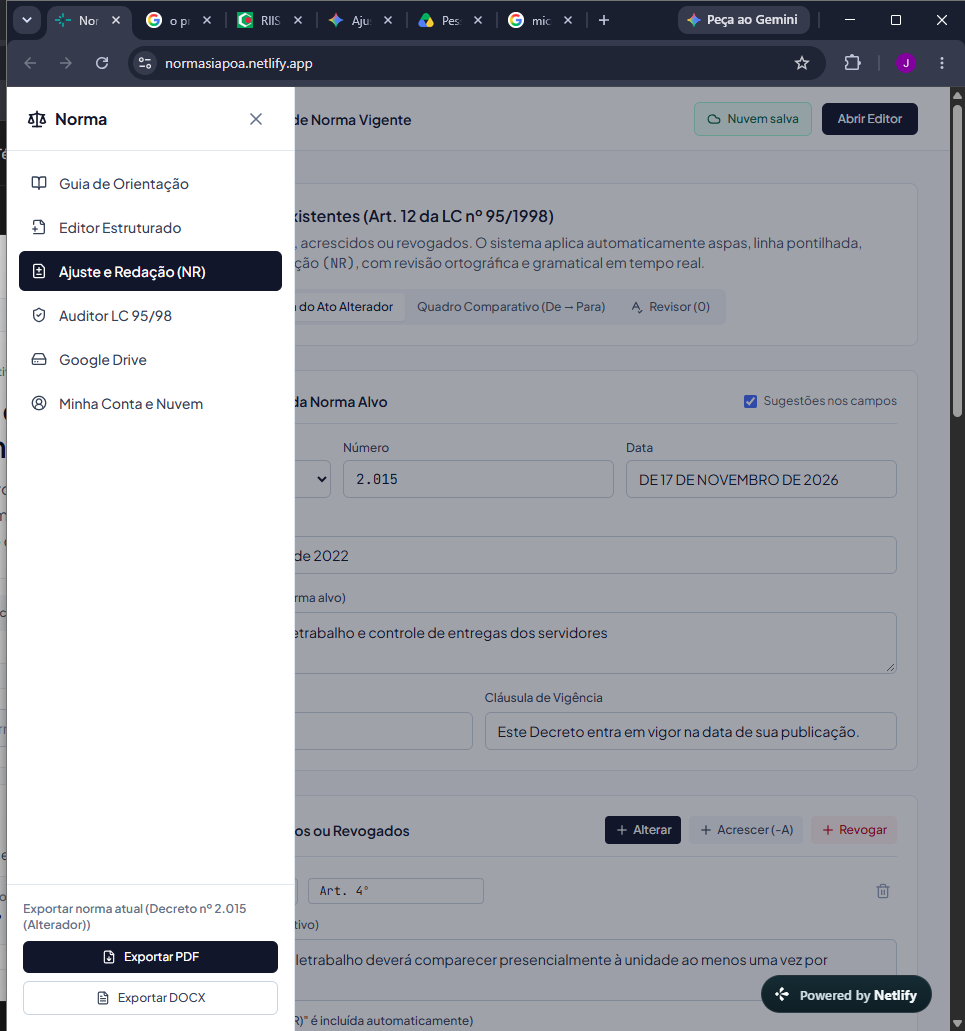 Nor
o pr
RIIS
Aju
Pes
mic
Peça ao Gemini
normasiapoa.netlify.app
J
Norma
de Norma Vigente
Nuvem salva
Abrir Editor
Guia de Orientação
Editor Estruturado
Ajuste e Redação (NR)
Auditor LC 95/98
Google Drive
Minha Conta e Nuvem
xistentes (Art. 12 da LC nº 95/1998)
, acrescidos ou revogados. O sistema aplica automaticamente aspas, linha pontilhada,
ção (NR), com revisão ortográfica e gramatical em tempo real.
do Ato Alterador
Quadro Comparativo (De → Para)
Revisor (0)
da Norma Alvo
Sugestões nos campos
Número
Data
2.015
DE 17 DE NOVEMBRO DE 2026
de 2022
rma alvo)
etrabalho e controle de entregas dos servidores
Cláusula de Vigência
Este Decreto entra em vigor na data de sua publicação.
os ou Revogados
Alterar
Acrescer (-A)
Revogar
Art. 4º
tivo)
letrabalho deverá comparecer presencialmente à unidade ao menos uma vez por
R)" é incluída automaticamente)
Exportar norma atual (Decreto nº 2.015
(Alterador))
Exportar PDF
Exportar DOCX
Powered by Netlify